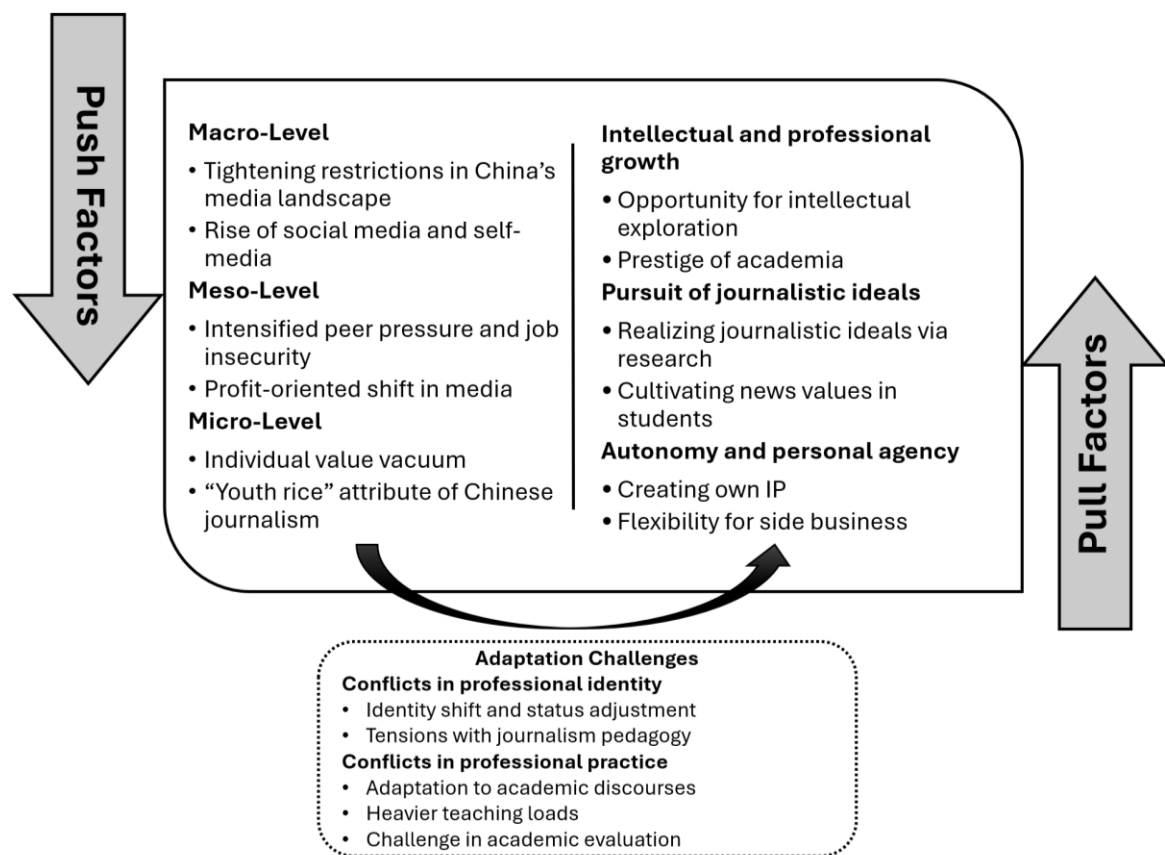 Push Factors
Macro-Level
• Tightening restrictions in China's
media landscape
• Rise of social media and self-
media
Meso-Level
• Intensified peer pressure and job
insecurity
• Profit-oriented shift in media
Micro-Level
• Individual value vacuum
• “Youth rice” attribute of Chinese
journalism
Intellectual and professional
growth
• Opportunity for intellectual
exploration
• Prestige of academia
Pursuit of journalistic ideals
• Realizing journalistic ideals via
research
• Cultivating news values in
students
Autonomy and personal agency
• Creating own IP
• Flexibility for side business
Pull Factors
Adaptation Challenges
Conflicts in professional identity
• Identity shift and status adjustment
• Tensions with journalism pedagogy
Conflicts in professional practice
• Adaptation to academic discourses
• Heavier teaching loads
• Challenge in academic evaluation